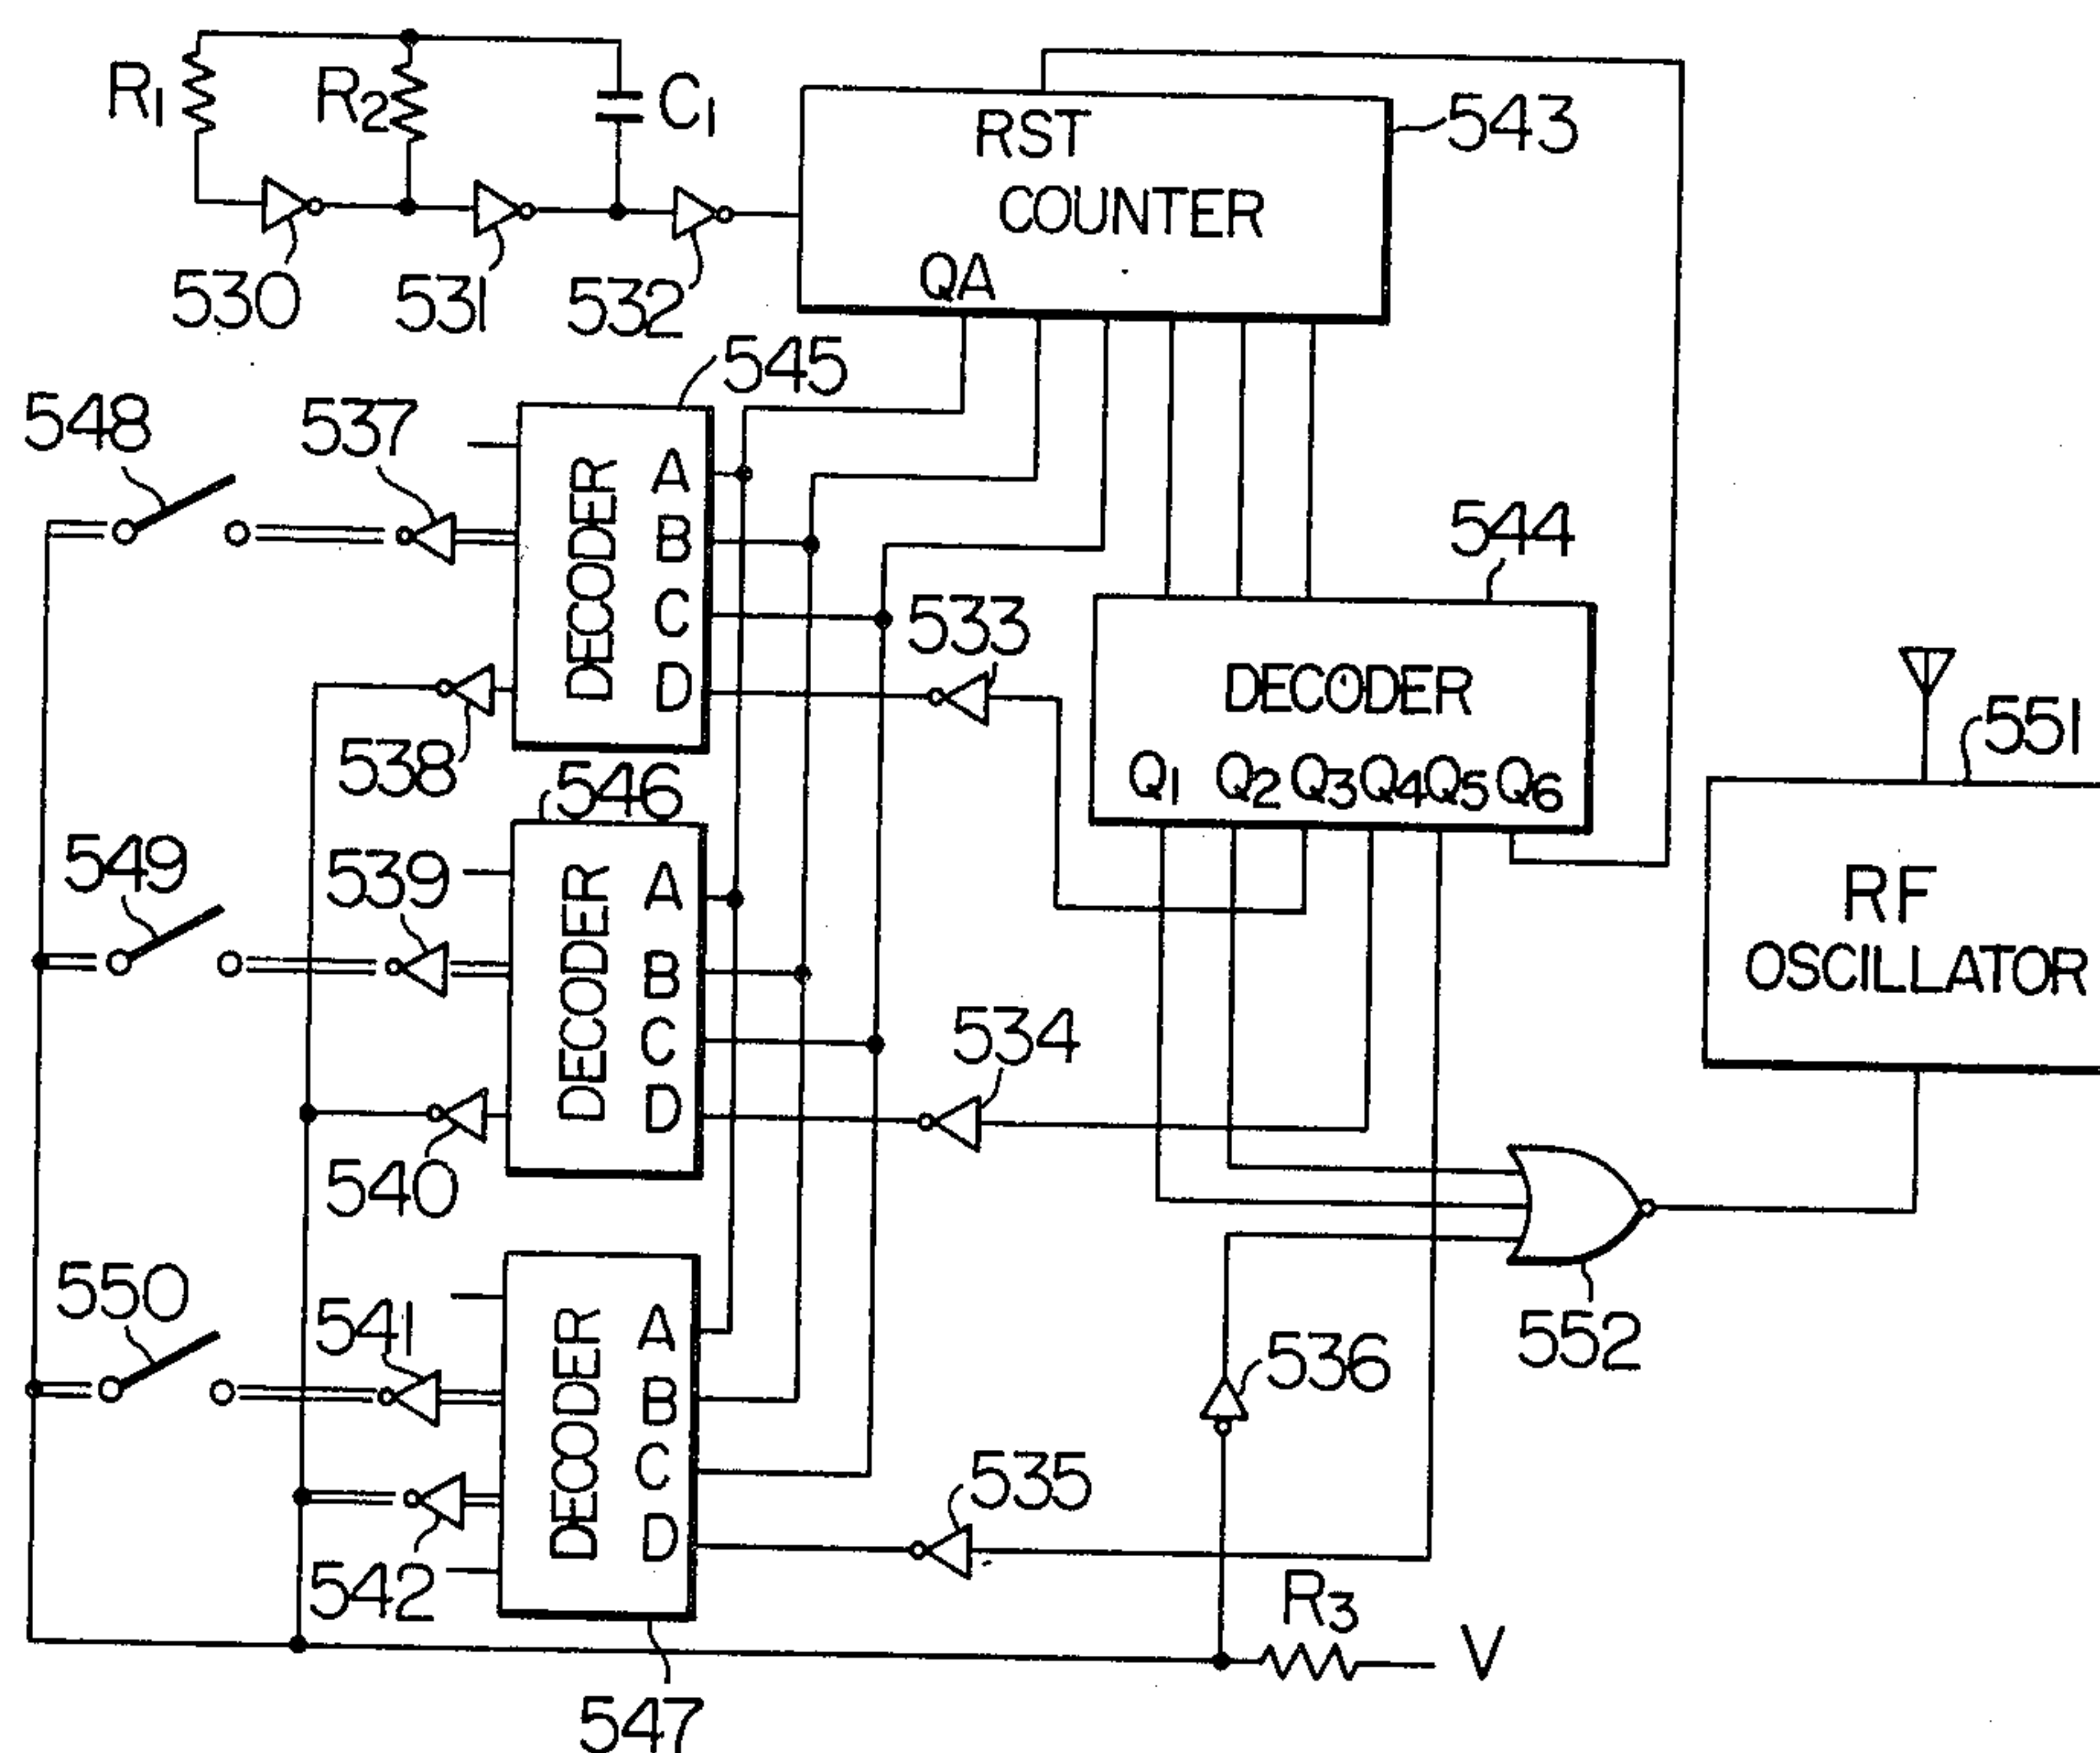 R1
R2
C1
RST
COUNTER
QA
543
530
531
532
545
548
537
DECODER
A
B
C
D
533
544
DECODER
Q1 Q2 Q3 Q4 Q5 Q6
551
RF
OSCILLATOR
538
546
549
539
DECODER
A
B
C
D
534
540
550
541
DECODER
A
B
C
D
536
552
535
542
R3
V
547